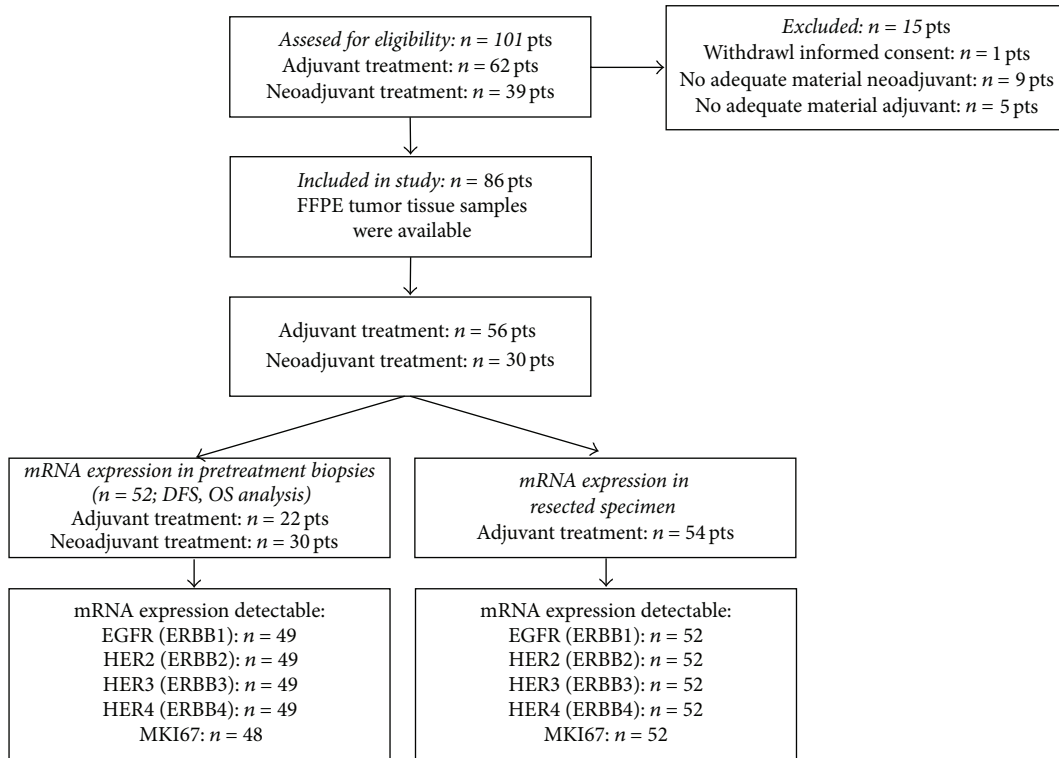 Assesed for eligibility: n = 101 pts
Adjuvant treatment: n = 62 pts
Neoadjuvant treatment: n = 39 pts
Excluded: n = 15 pts
Withdrawl informed consent: n = 1 pts
No adequate material neoadjuvant: n = 9 pts
No adequate material adjuvant: n = 5 pts
Included in study: n = 86 pts
FFPE tumor tissue samples
were available
Adjuvant treatment: n = 56 pts
Neoadjuvant treatment: n = 30 pts
mRNA expression in pretreatment biopsies
(n = 52; DFS, OS analysis)
Adjuvant treatment: n = 22 pts
Neoadjuvant treatment: n = 30 pts
mRNA expression in
resected specimen
Adjuvant treatment: n = 54 pts
mRNA expression detectable:
EGFR (ERBB1): n = 49
HER2 (ERBB2): n = 49
HER3 (ERBB3): n = 49
HER4 (ERBB4): n = 49
MKI67: n = 48
mRNA expression detectable:
EGFR (ERBB1): n = 52
HER2 (ERBB2): n = 52
HER3 (ERBB3): n = 52
HER4 (ERBB4): n = 52
MKI67: n = 52